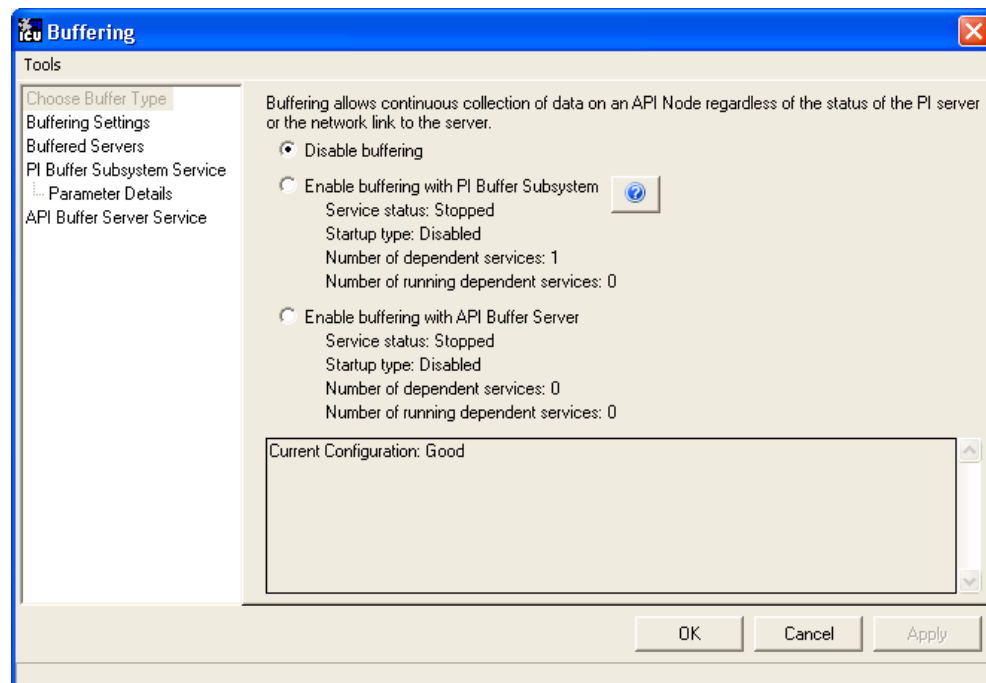 ICU Buffering
Tools
Choose Buffer Type
Buffering Settings
Buffered Servers
PI Buffer Subsystem Service
Parameter Details
API Buffer Server Service
Buffering allows continuous collection of data on an API Node regardless of the status of the PI server
or the network link to the server.
Disable buffering
Enable buffering with PI Buffer Subsystem
Service status: Stopped
Startup type: Disabled
Number of dependent services: 1
Number of running dependent services: 0
Enable buffering with API Buffer Server
Service status: Stopped
Startup type: Disabled
Number of dependent services: 0
Number of running dependent services: 0
Current Configuration: Good
OK Cancel Apply